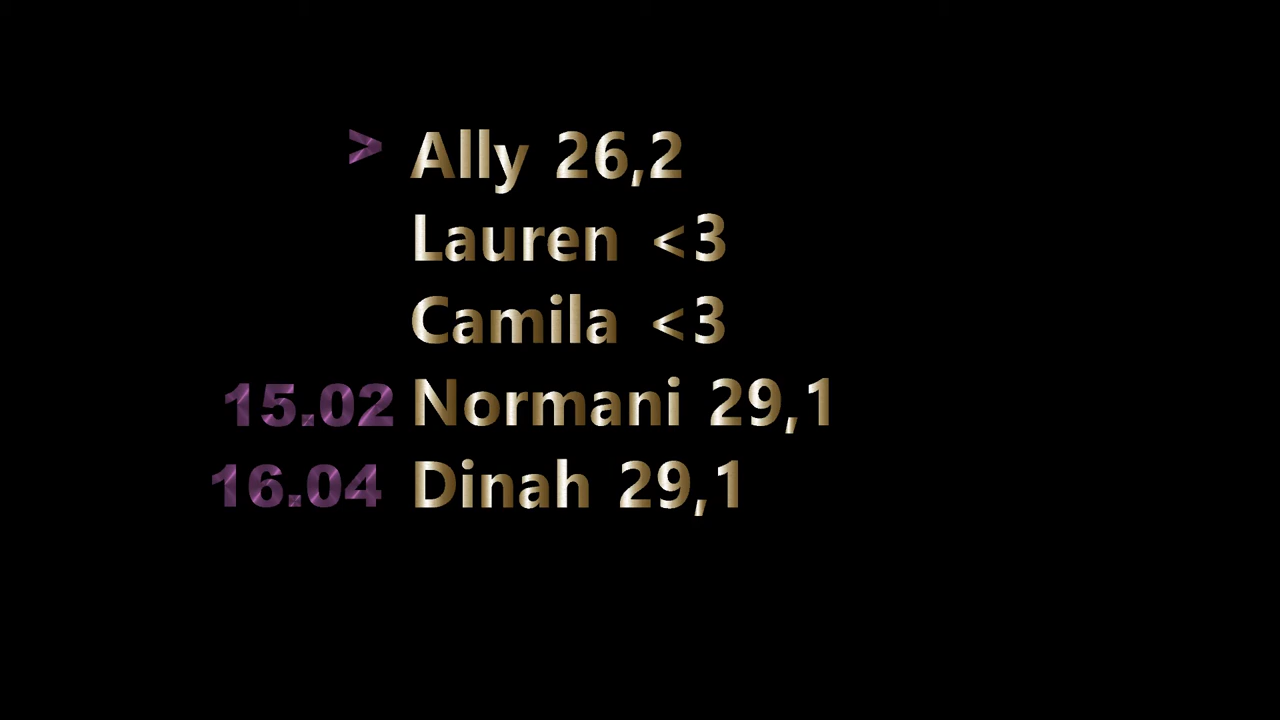 > Ally 26,2
Lauren <3
Camila <3
15.02 Normani 29,1
16.04 Dinah 29,1